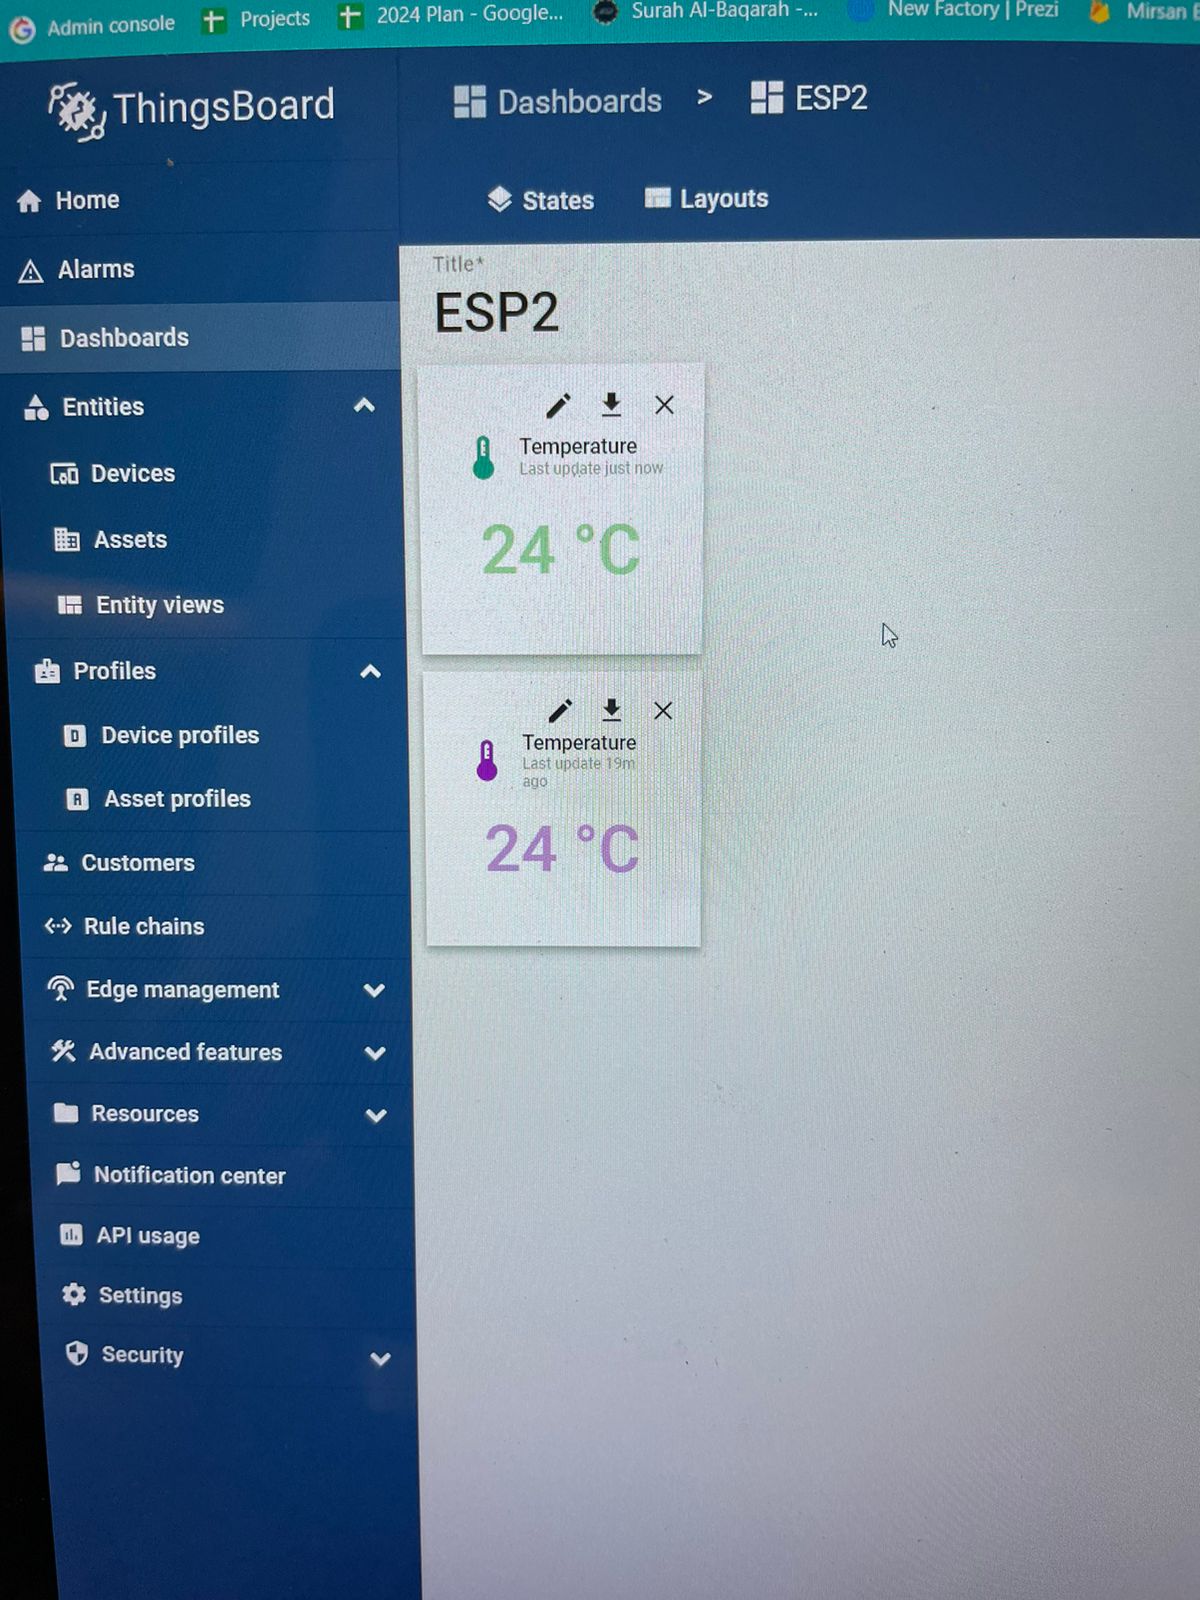 Admin console
Projects
2024 Plan - Google...
Surah Al-Baqarah -...
New Factory | Prezi
Mirsan
ThingsBoard
Dashboards > ESP2
States
Layouts
Home
Alarms
Dashboards
Entities
Devices
Assets
Entity views
Profiles
Device profiles
Asset profiles
Customers
Rule chains
Edge management
Advanced features
Resources
Notification center
API usage
Settings
Security
Title*
ESP2
Temperature
Last update just now
24 °C
Temperature
Last update 19m
ago
24 °C